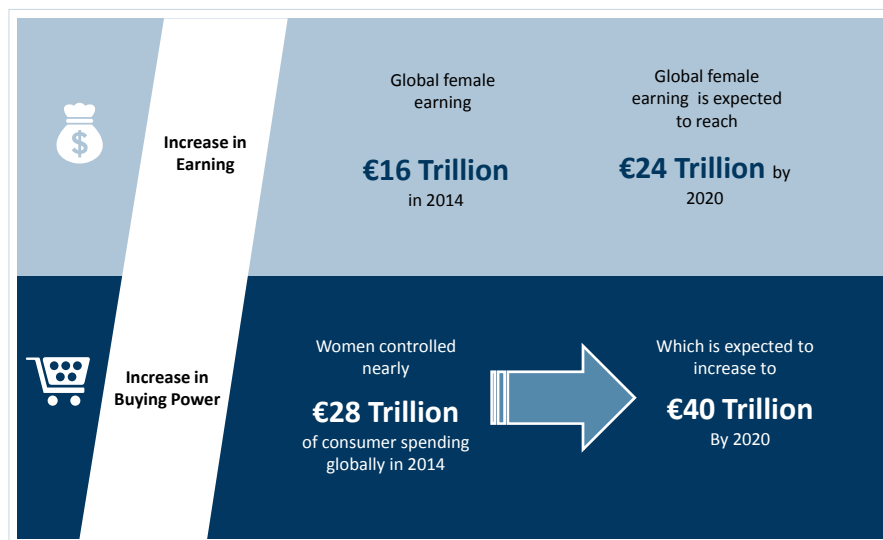 Increase in
Earning
Global female
earning
€16 Trillion
in 2014
Global female
earning is expected
to reach
€24 Trillion by
2020
Increase in
Buying Power
Women controlled
nearly
€28 Trillion
of consumer spending
globally in 2014
Which is expected to
increase to
€40 Trillion
By 2020
$